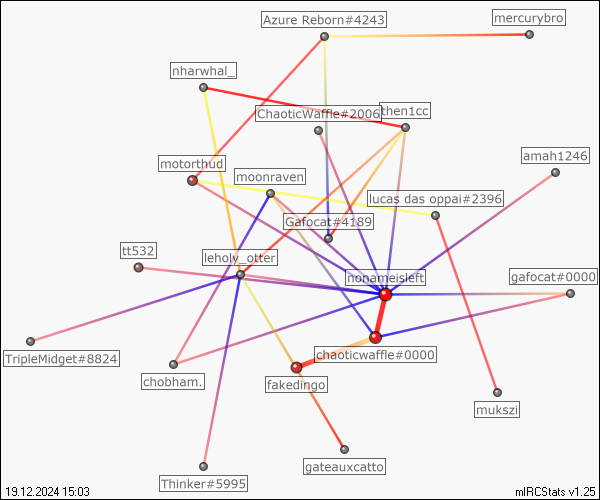 Azure Reborn#4243
mercurybro
nharwhal_
ChaoticWaffle#2006
then1cc
motorthud
moonraven
amah1246
lucas das oppai#2396
Gafocat#4189
tt532
leholw_otter
nonameisleft
gafocat#0000
TripleMidget#8824
chaoticwaffle#0000
chobham.
fakedingo
mukszi
Thinker#5995
gateauxcatto
19.12.2024 15:03
mIRCStats v1.25